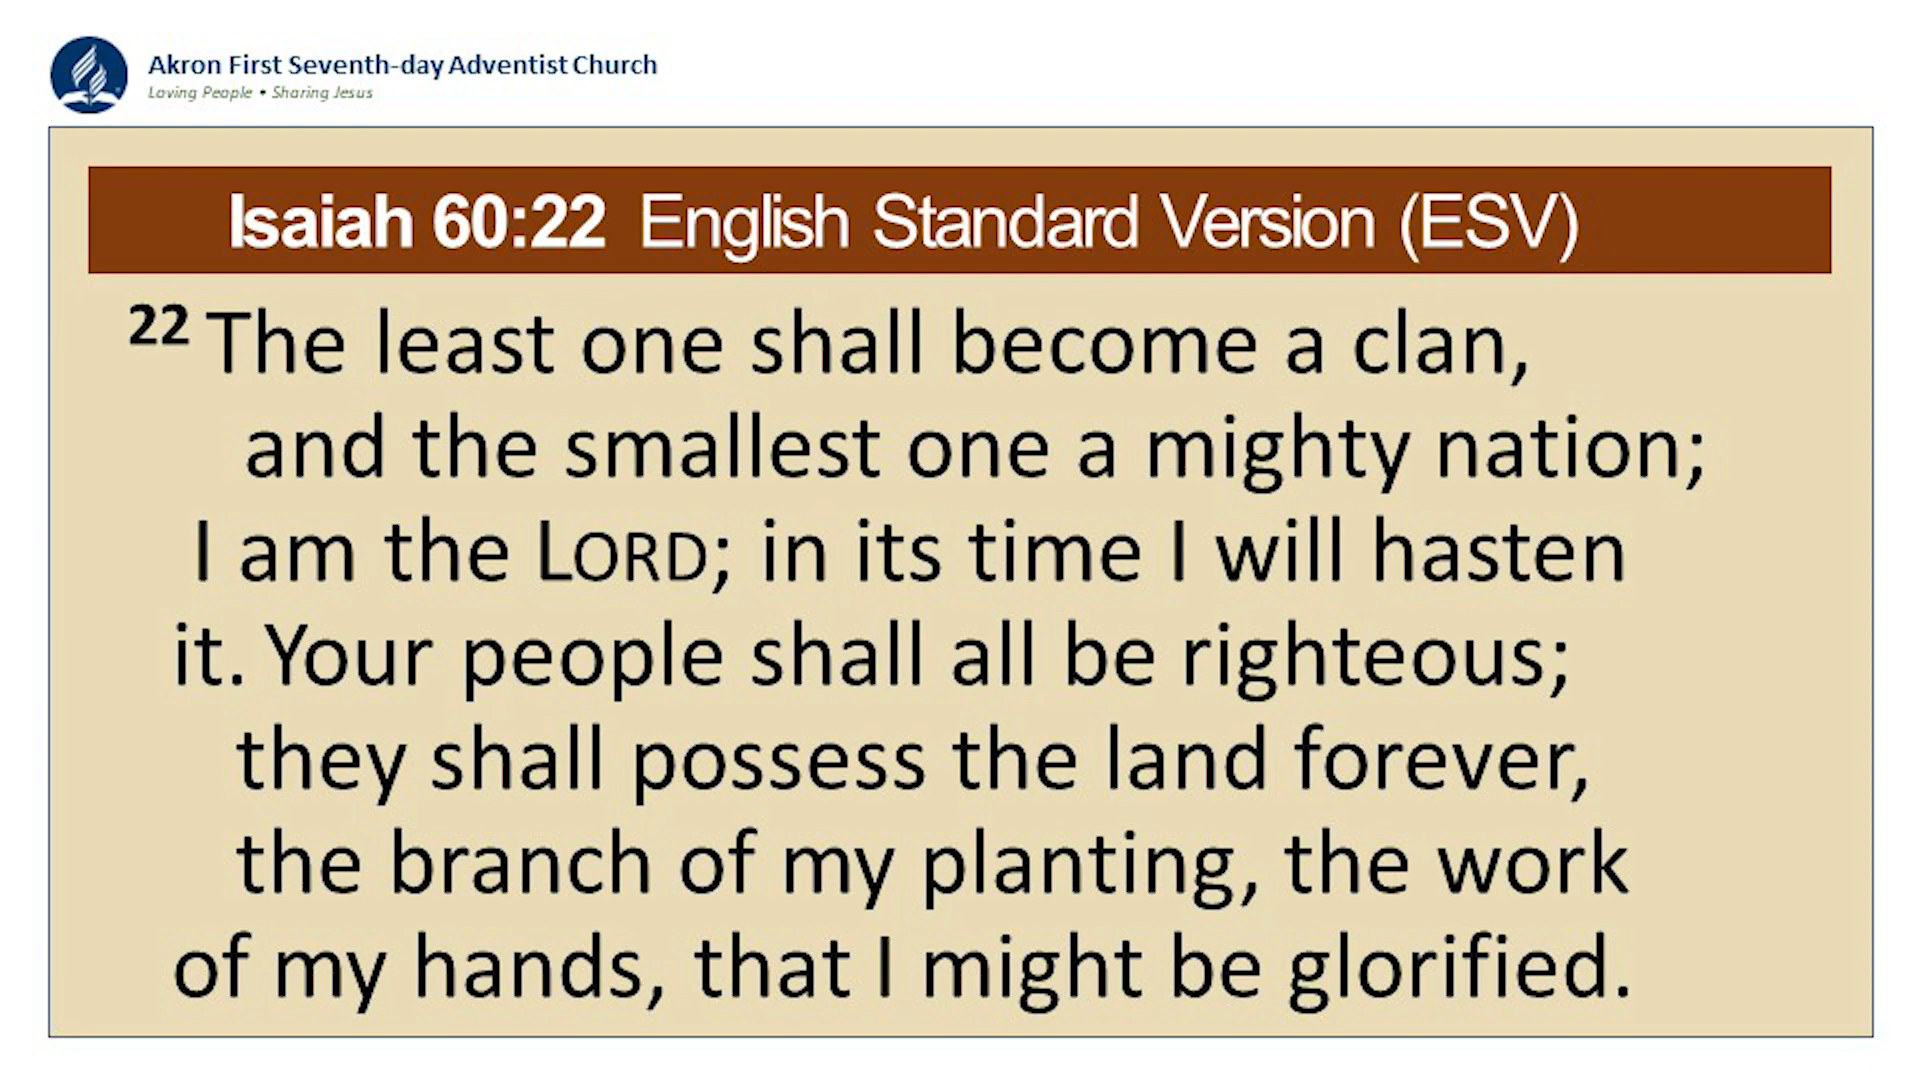 Akron First Seventh-day Adventist Church
Loving People • Sharing Jesus
Isaiah 60:22 English Standard Version (ESV)
22 The least one shall become a clan,
and the smallest one a mighty nation;
I am the LORD; in its time I will hasten
it. Your people shall all be righteous;
they shall possess the land forever,
the branch of my planting, the work
of my hands, that I might be glorified.